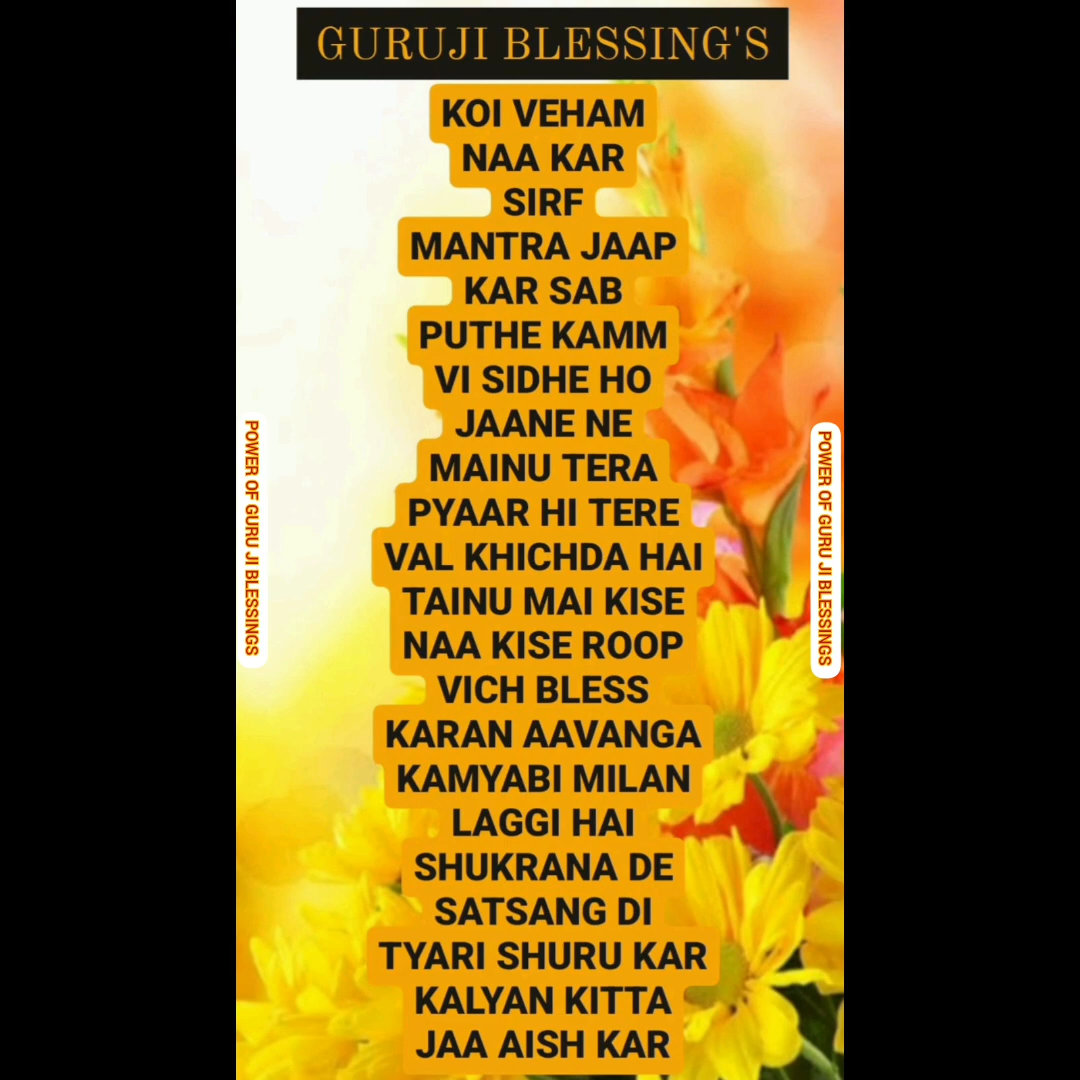 GURUJI BLESSING'S
KOI VEHAM
NAA KAR
SIRF
MANTRA JAAP
KAR SAB
PUTHE KAMM
VI SIDHE HO
JAANE NE
MAINU TERA
PYAAR HI TERE
VAL KHICHDA HAI
TAINU MAI KISE
NAA KISE ROOP
VICH BLESS
KARAN AAVANGA
KAMYABI MILAN
LAGGI HAI
SHUKRANA DE
SATSANG DI
TYARI SHURU KAR
KALYAN KITTA
JAA AISH KAR
POWER OF GURU JI BLESSINGS
POWER OF GURU JI BLESSINGS